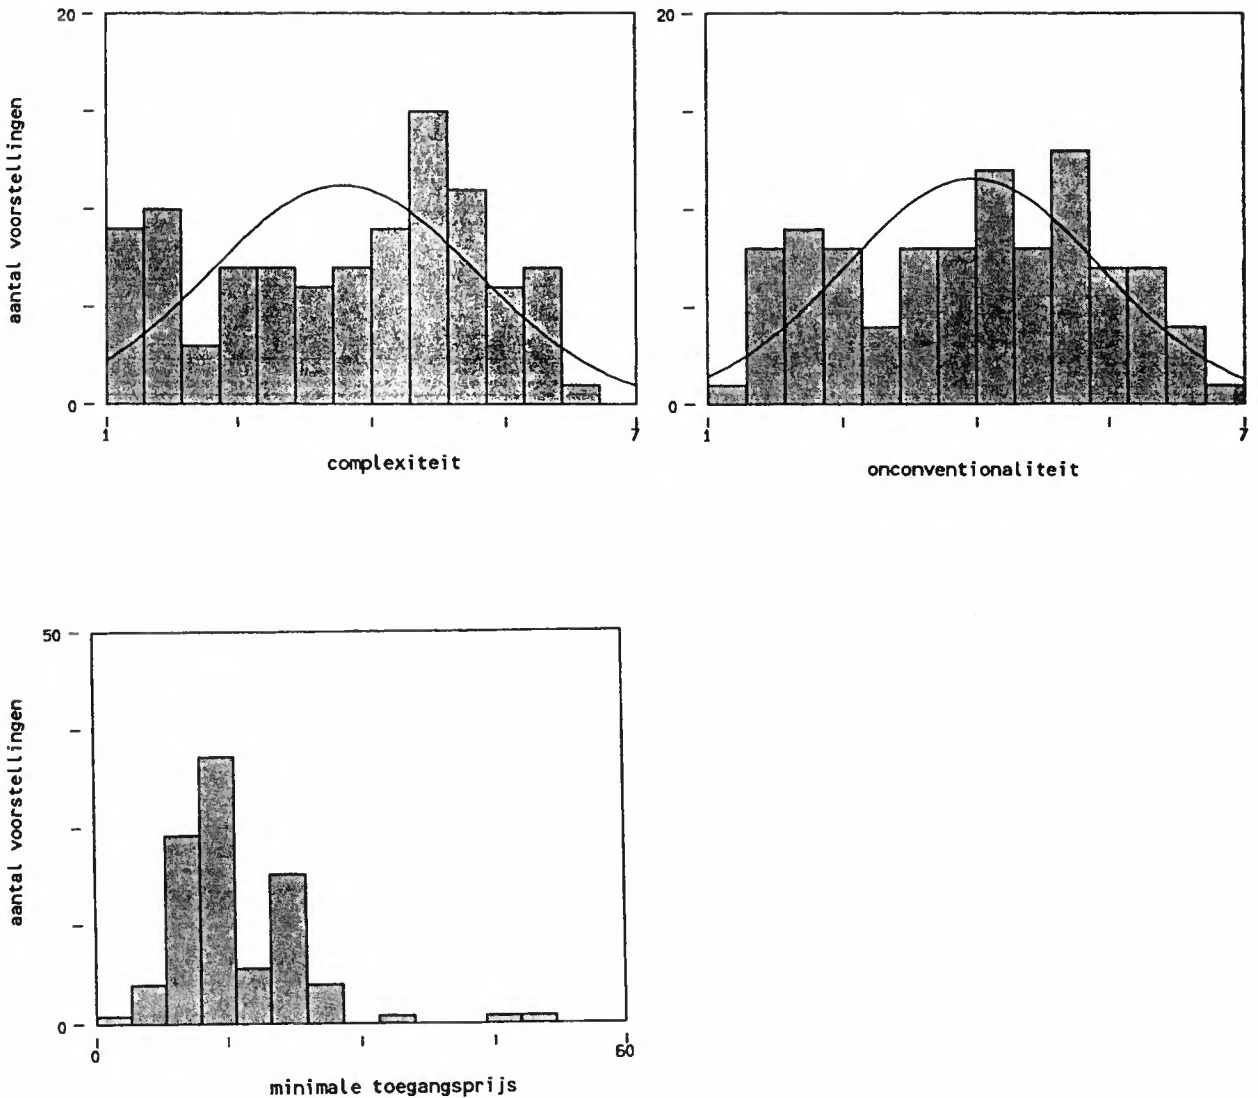 20
aantal voorstellingen
0
1
7
complexiteit
20
0
1
7
onconventionaliteit
50
aantal voorstellingen
0
0
60
minimale toegangsprijs